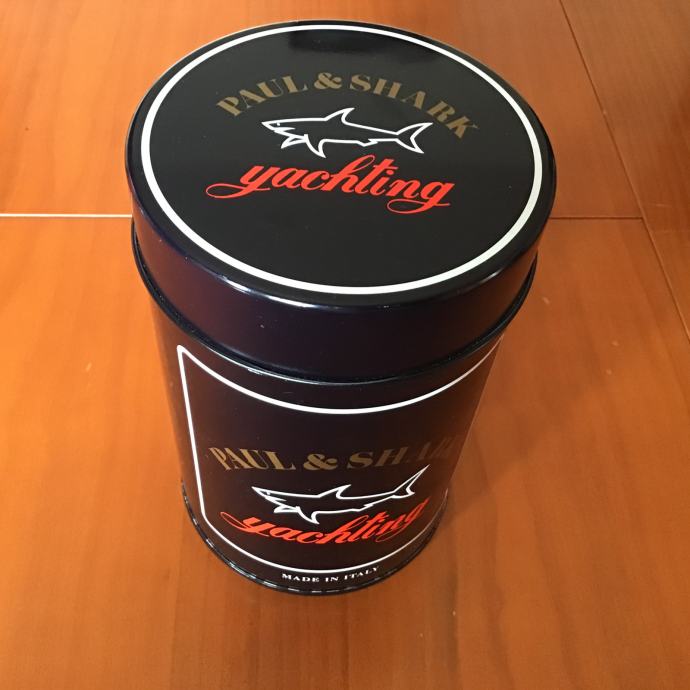 PAUL & SHARK
yachting
PAUL & SHARK
yachting
MADE IN ITALY